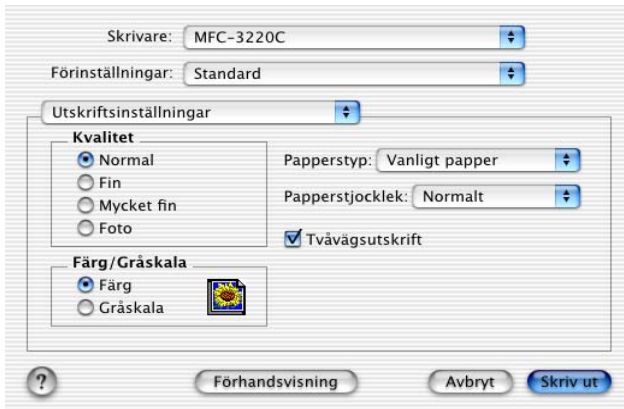 Skrivare: MFC-3220C
Förinställningar: Standard
Utskriftsinställningar
Kvalitet
Normal
Fin
Mycket fin
Foto
Papperstyp: Vanligt papper
Papperstjocklek: Normalt
Tvåvägsutskrift
Färg/Gråskala
Färg
Gråskala
?
Förhandsvisning
Avbryt
Skriv ut